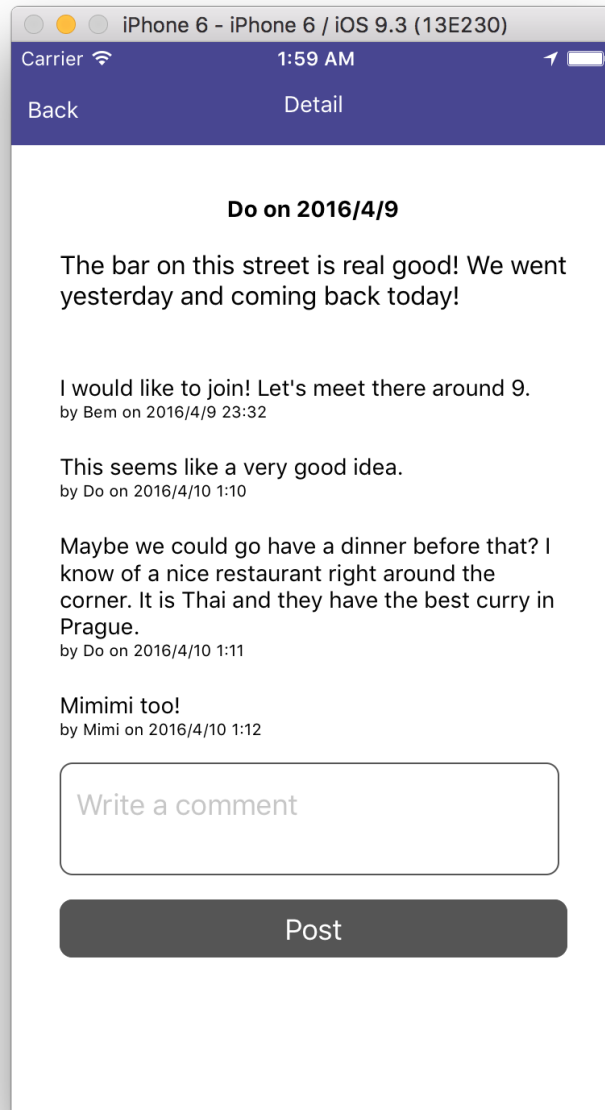 iPhone 6 - iPhone 6 / iOS 9.3 (13E230)
Carrier 1:59 AM
Back Detail
Do on 2016/4/9
The bar on this street is real good! We went
yesterday and coming back today!
I would like to join! Let's meet there around 9.
by Bem on 2016/4/9 23:32
This seems like a very good idea.
by Do on 2016/4/10 1:10
Maybe we could go have a dinner before that? I
know of a nice restaurant right around the
corner. It is Thai and they have the best curry in
Prague.
by Do on 2016/4/10 1:11
Mimimi too!
by Mimi on 2016/4/10 1:12
Write a comment
Post